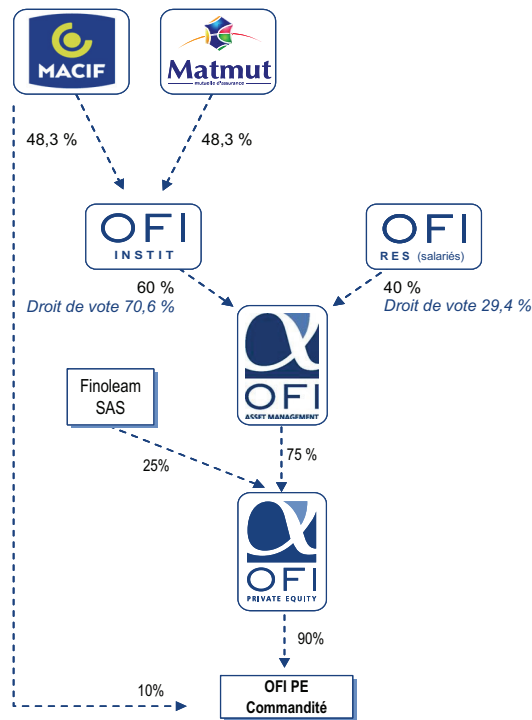 MACIF
Matmut
mutuelle d'assurance
48,3 %
48,3 %
OFI
INSTIT
OFI
RES (salariés)
60 %
Droit de vote 70,6 %
40 %
Droit de vote 29,4 %
OFI
ASSET MANAGEMENT
Finoleam
SAS
25%
75 %
OFI
PRIVATE EQUITY
90%
10%
OFI PE
Commandité